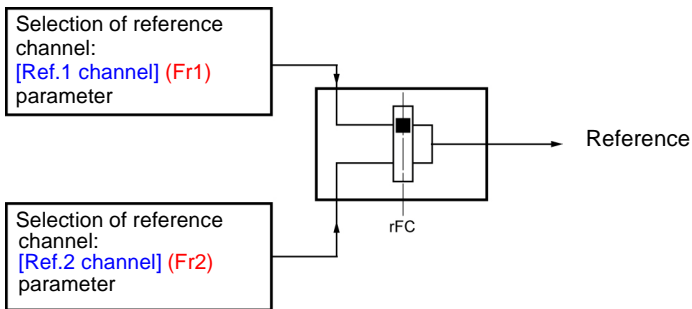 Selection of reference
channel:
[Ref.1 channel] (Fr1)
parameter
Reference
rFC
Selection of reference
channel:
[Ref.2 channel] (Fr2)
parameter